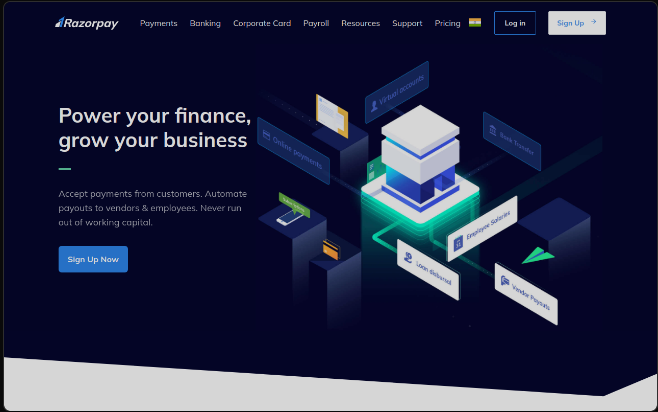 Razorpay
Payments Banking Corporate Card Payroll Resources Support Pricing
Log in
Sign Up
Power your finance,
grow your business
Accept payments from customers. Automate
payouts to vendors & employees. Never run
out of working capital.
Sign Up Now
Virtual accounts
Online payments
Bank Transfer
Employee Salaries
Loan disbursal
Vendor Payouts